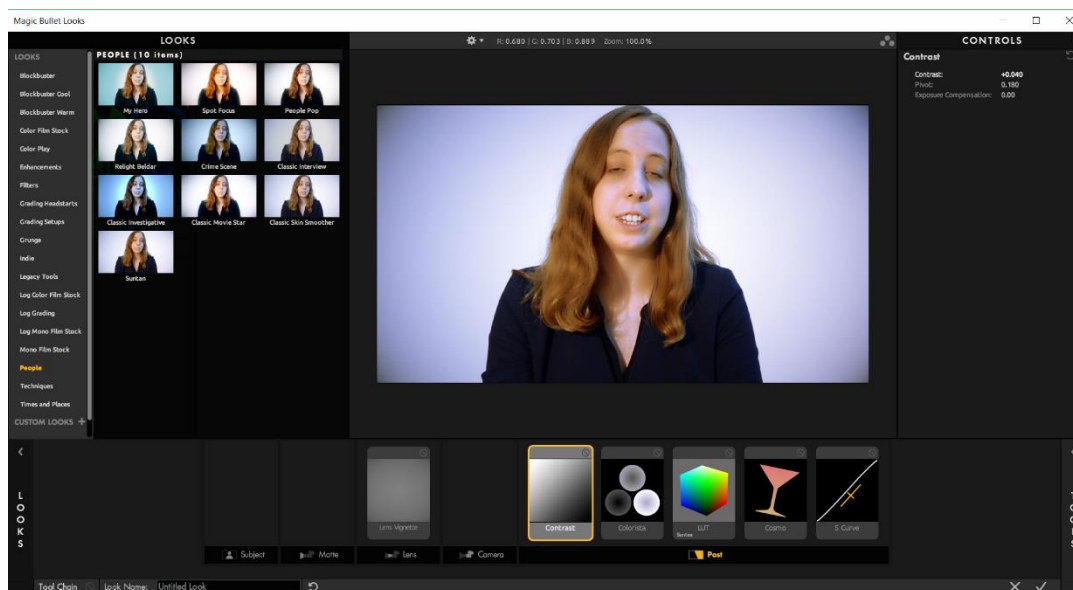 Magic Bullet Looks
LOOKS
R: 0.680 | G: 0.703 | B: 0.889 Zoom: 100.0%
CONTROLS
LOOKS
Blockbuster
Blockbuster Cool
Blockbuster Warm
Color Film Stock
Color Play
Enhancements
Filters
Grading Headstarts
Grading Setups
Grunge
Indie
Legacy Tools
Log Color Film Stock
Log Grading
Log Mono Film Stock
Mono Film Stock
People
Techniques
Times and Places
CUSTOM LOOKS +
PEOPLE (10 items)
My Hero Spot Focus People Pop
Relight Beldar Crime Scene Classic Interview
Classic Investigative Classic Movie Star Classic Skin Smoother
Suntan
Contrast
Contrast: +0.040
Pivot: 0.180
Exposure Compensation: 0.00
LOOKS
Lens Vignette Contrast Colorista LUT Cosmo S Curve
Subject Matte Lens Camera Post
Tool Chain Look Name: Untitled Look